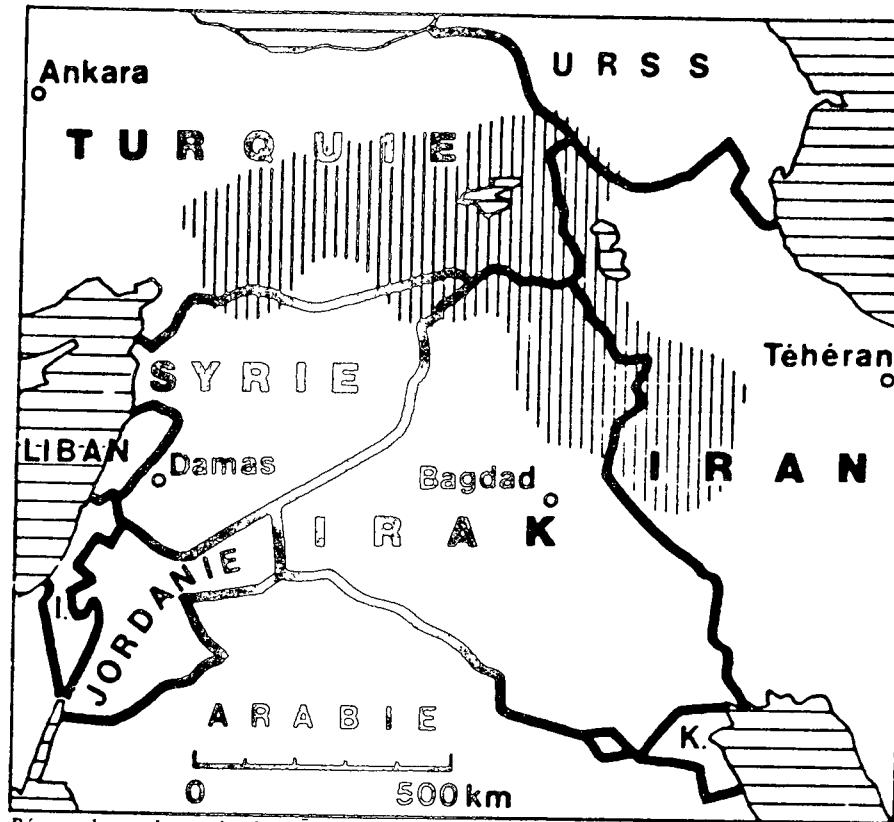 URSS
Ankara
TURQUIE
Téhéran
SYRIE
LIBAN
Damas
IRAN
Bagdad
IRAK
JORDANIE
I.
ARABIE
K.
0 500 km